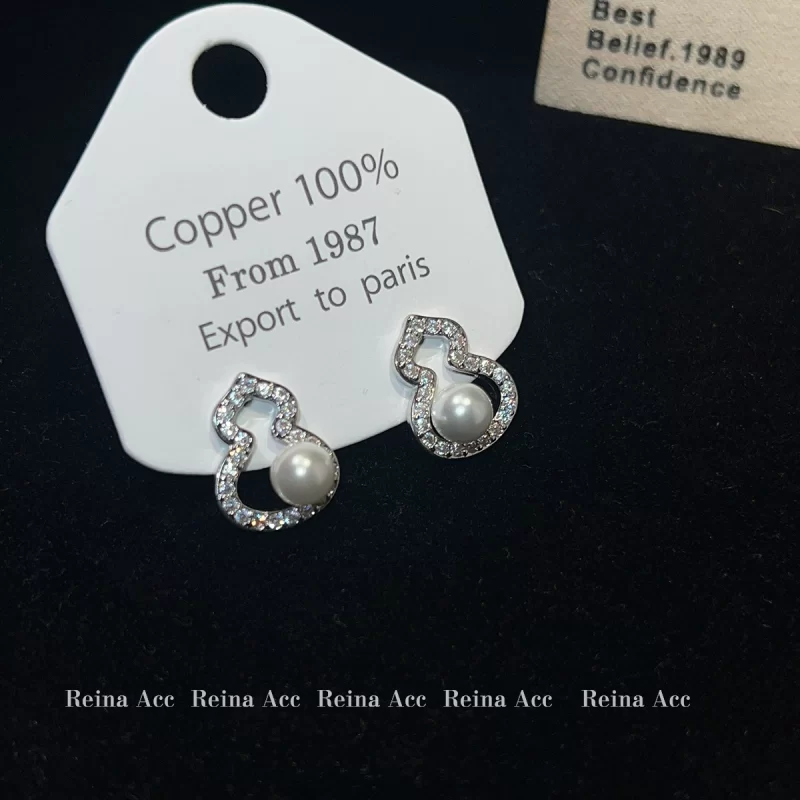 Best
Belief.1989
Confidence
Copper 100%
From 1987
Export to paris
Reina Acc Reina Acc Reina Acc Reina Acc Reina Acc